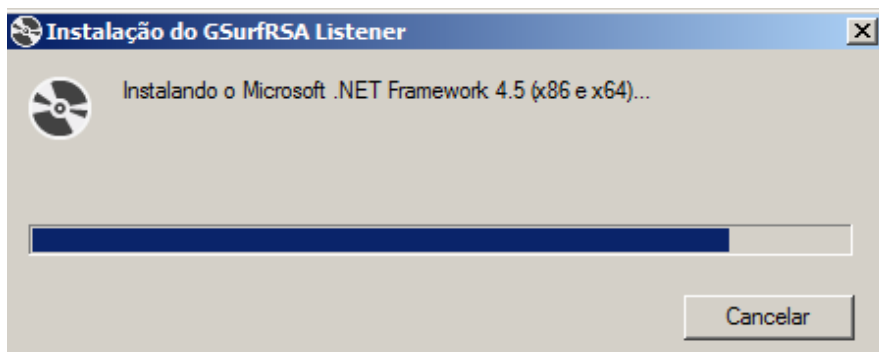 Instalação do GSurfRSA Listener
Instalando o Microsoft .NET Framework 4.5 (x86 e x64)...
Cancelar